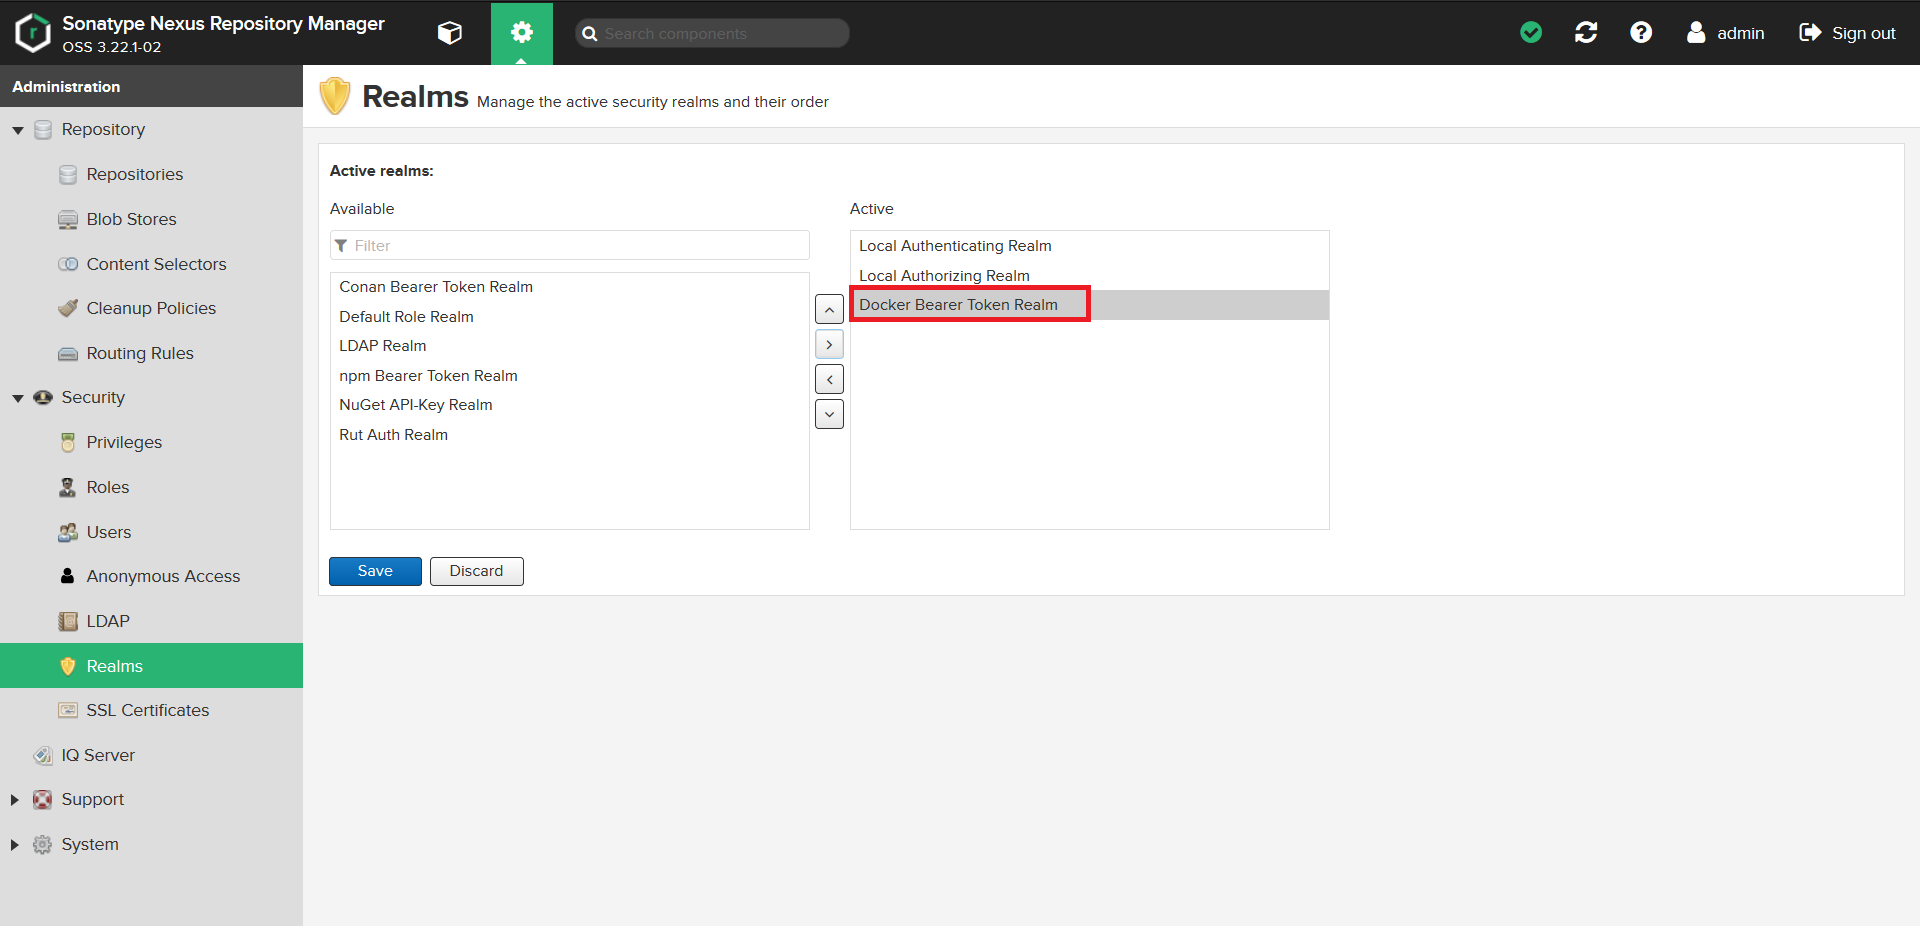 Sonatype Nexus Repository Manager
OSS 3.22.1-02
Search components
admin
Sign out
Administration
Repository
Repositories
Blob Stores
Content Selectors
Cleanup Policies
Routing Rules
Security
Privileges
Roles
Users
Anonymous Access
LDAP
Realms
SSL Certificates
IQ Server
Support
System
Realms Manage the active security realms and their order
Active realms:
Available
Filter
Conan Bearer Token Realm
Default Role Realm
LDAP Realm
npm Bearer Token Realm
NuGet API-Key Realm
Rut Auth Realm
Active
Local Authenticating Realm
Local Authorizing Realm
Docker Bearer Token Realm
Save
Discard